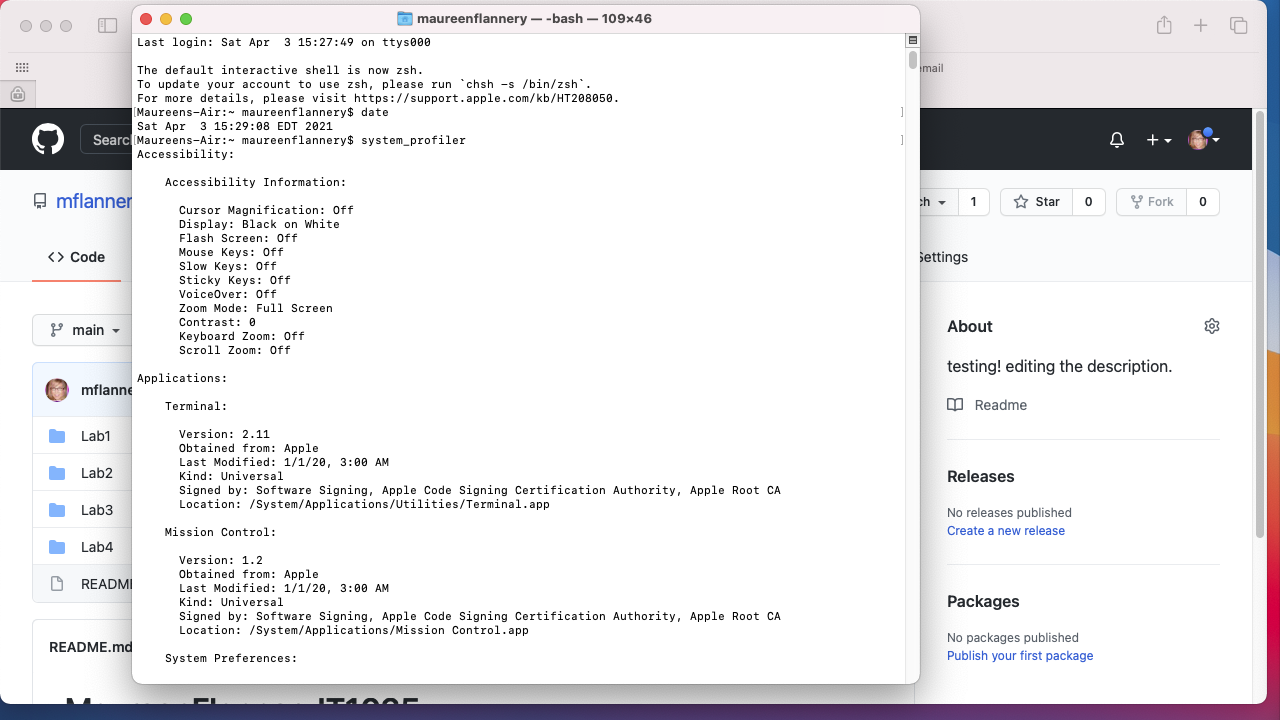 maureenflannery — -bash — 109×46
Last login: Sat Apr  3 15:27:49 on ttys000
The default interactive shell is now zsh.
To update your account to use zsh, please run `chsh -s /bin/zsh`.
For more details, please visit https://support.apple.com/kb/HT208050.
[Maureens-Air:~ maureenflannery$ date ]
Sat Apr  3 15:29:08 EDT 2021
[Maureens-Air:~ maureenflannery$ system_profiler ]
Accessibility:
Accessibility Information:
Cursor Magnification: Off
Display: Black on White
Flash Screen: Off
Mouse Keys: Off
Slow Keys: Off
Sticky Keys: Off
VoiceOver: Off
Zoom Mode: Full Screen
Contrast: 0
Keyboard Zoom: Off
Scroll Zoom: Off
Applications:
Terminal:
Version: 2.11
Obtained from: Apple
Last Modified: 1/1/20, 3:00 AM
Kind: Universal
Signed by: Software Signing, Apple Code Signing Certification Authority, Apple Root CA
Location: /System/Applications/Utilities/Terminal.app
Mission Control:
Version: 1.2
Obtained from: Apple
Last Modified: 1/1/20, 3:00 AM
Kind: Universal
Signed by: Software Signing, Apple Code Signing Certification Authority, Apple Root CA
Location: /System/Applications/Mission Control.app
System Preferences:
email
Searc
mflanner
ch 1 Star 0 Fork 0
Code
Settings
main
mflanne
Lab1
Lab2
Lab3
Lab4
README
README.md
About
testing! editing the description.
Readme
Releases
No releases published
Create a new release
Packages
No packages published
Publish your first package